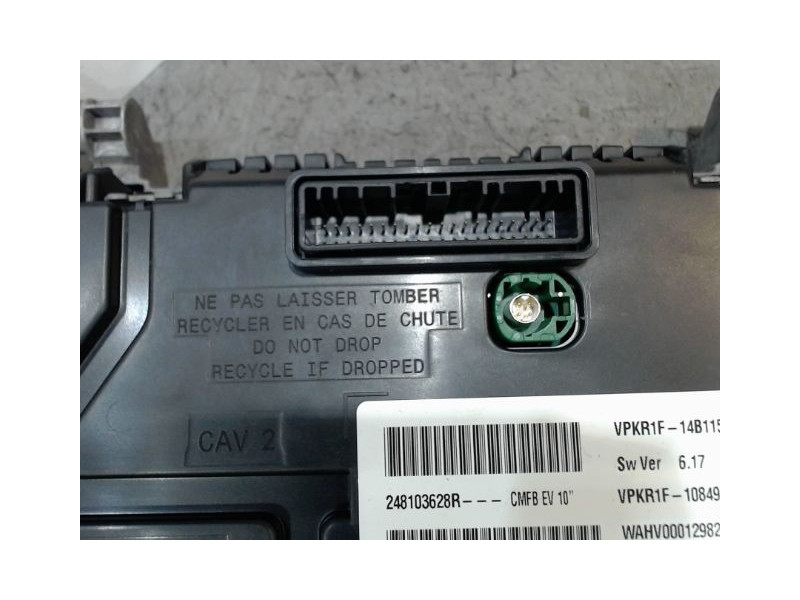 NE PAS LAISSER TOMBER
RECYCLER EN CAS DE CHUTE
DO NOT DROP
RECYCLE IF DROPPED
CAV 2
VPKR1F-14B115
Sw Ver 6.17
248103628R--- CMFB EV 10"
VPKR1F-10849
WAHV00012982